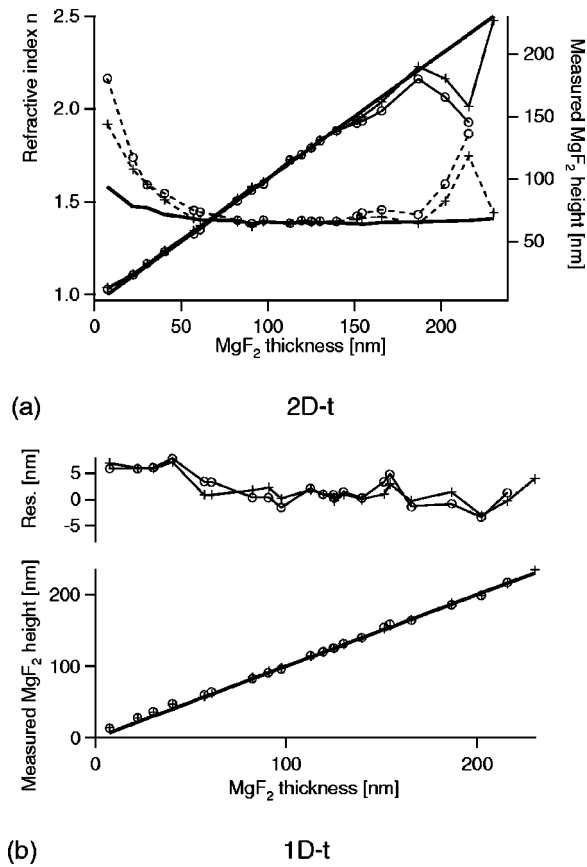 Refractive index n
2.5
2.0
1.5
1.0
Measured MgF2 height [nm]
200
150
100
50
0 50 100 150 200
MgF2 thickness [nm]
(a) 2D-t
Res. [nm]
5
0
-5
Measured MgF2 height [nm]
200
100
0
0 100 200
MgF2 thickness [nm]
(b) 1D-t